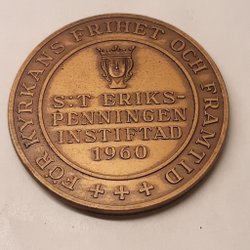 FÖR KYRKANS FRIHET OCH FRAMTID
S:T ERIKS-
PENNINGEN
INSTIFTAD
1960